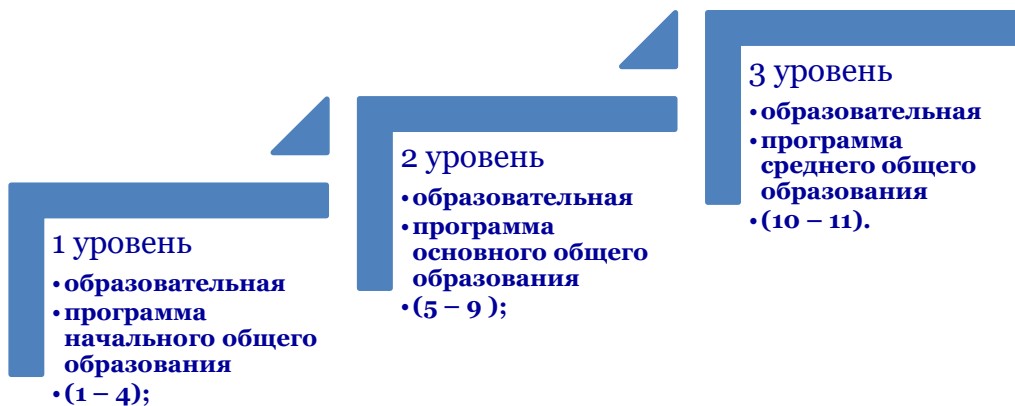 1 уровень
•образовательная
•программа
начального общего
образования
•(1 – 4);
2 уровень
•образовательная
•программа
основного общего
образования
•(5 – 9 );
3 уровень
•образовательная
•программа
среднего общего
образования
•(10 – 11).